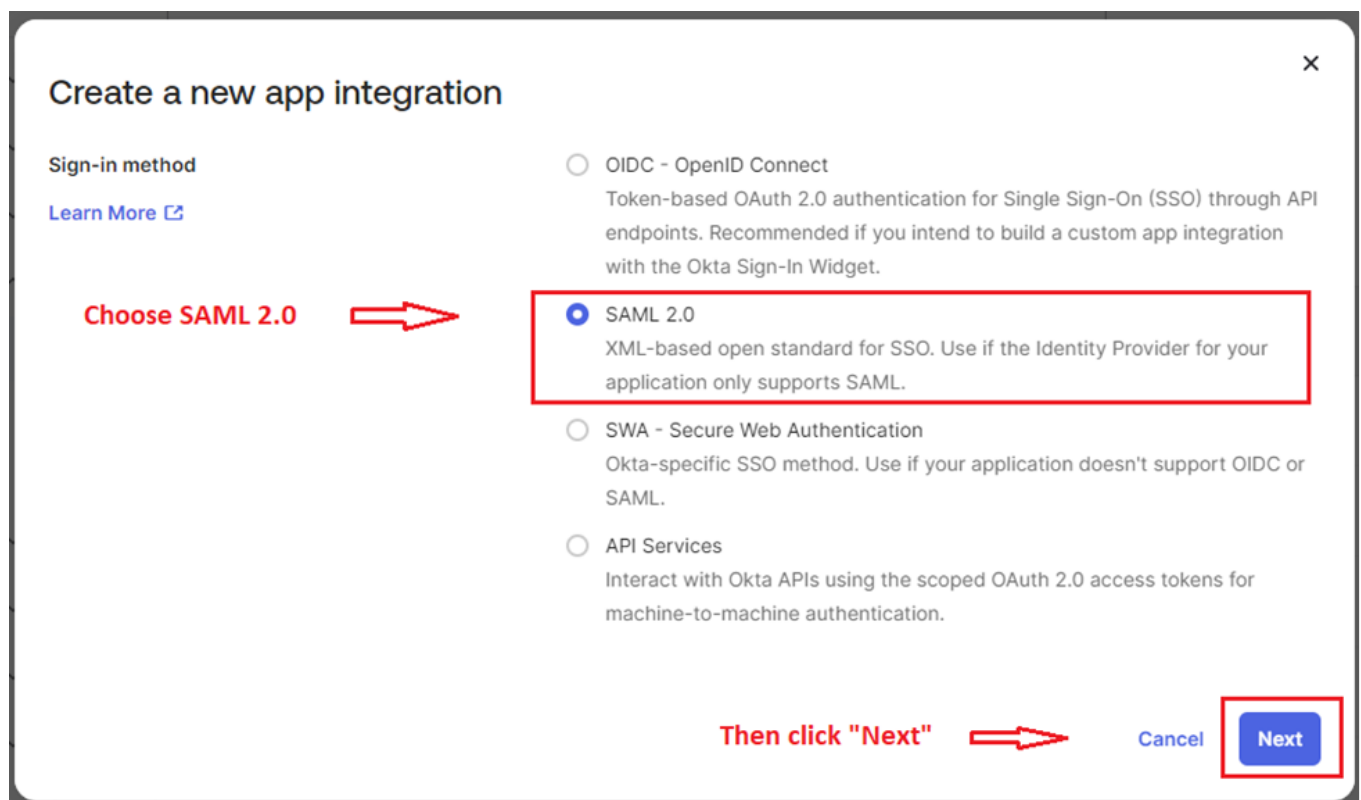 Create a new app integration
Sign-in method
Learn More
OIDC - OpenID Connect
Token-based OAuth 2.0 authentication for Single Sign-On (SSO) through API
endpoints. Recommended if you intend to build a custom app integration
with the Okta Sign-In Widget.
Choose SAML 2.0
SAML 2.0
XML-based open standard for SSO. Use if the Identity Provider for your
application only supports SAML.
SWA - Secure Web Authentication
Okta-specific SSO method. Use if your application doesn't support OIDC or
SAML.
API Services
Interact with Okta APIs using the scoped OAuth 2.0 access tokens for
machine-to-machine authentication.
Then click "Next"
Cancel
Next